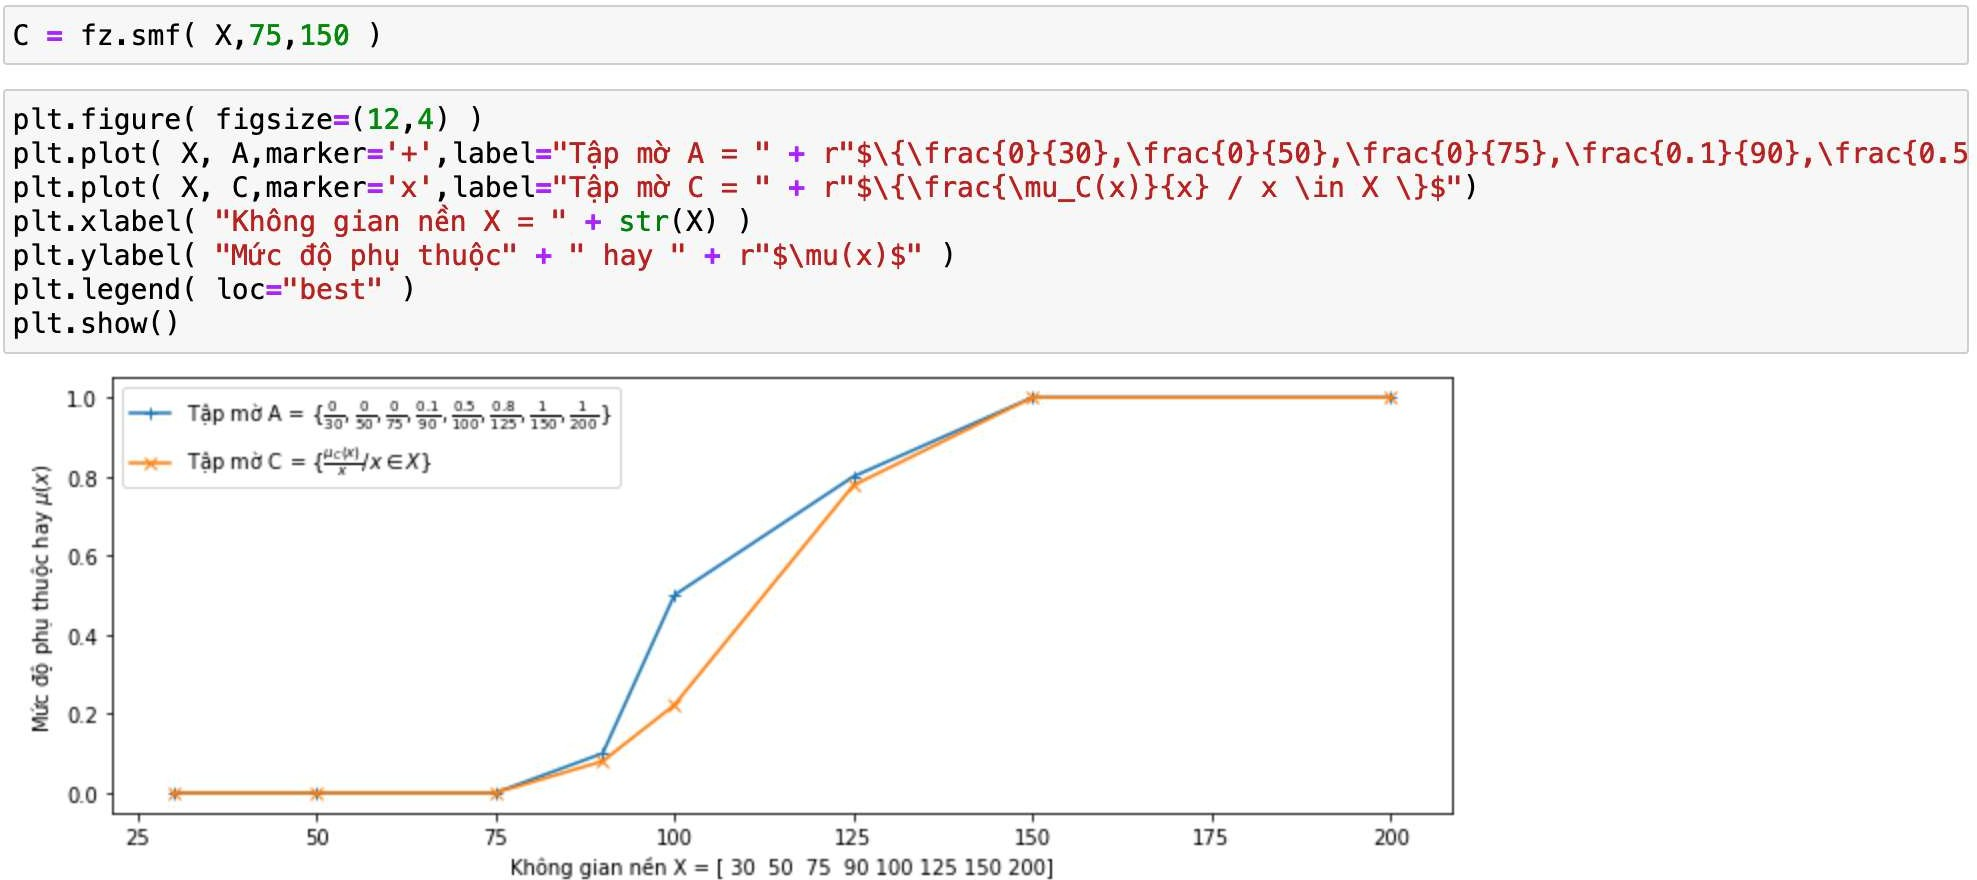 C = fz.smf( X,75,150 )
plt.figure( figsize=(12,4) )
plt.plot( X, A,marker='+',label="Tập mờ A = " + r"$\{\frac{0}{30},\frac{0}{50},\frac{0}{75},\frac{0.1}{90},\frac{0.5
plt.plot( X, C,marker='x',label="Tập mờ C = " + r"$\{\frac{\mu_C(x)}{x} / x \in X \}$")
plt.xlabel( "Không gian nền X = " + str(X) )
plt.ylabel( "Mức độ phụ thuộc" + " hay " + r"$\mu(x)$" )
plt.legend( loc="best" )
plt.show()
Tập mờ A = {0/30, 0/50, 0/75, 0.1/90, 0.5/100, 0.8/125, 1/150, 1/200}
Tập mờ C = {μC(x)/x /x ∈ X}
1.0
0.8
0.6
0.4
0.2
0.0
Mức độ phụ thuộc hay μ(x)
25 50 75 100 125 150 175 200
Không gian nền X = [ 30 50 75 90 100 125 150 200]